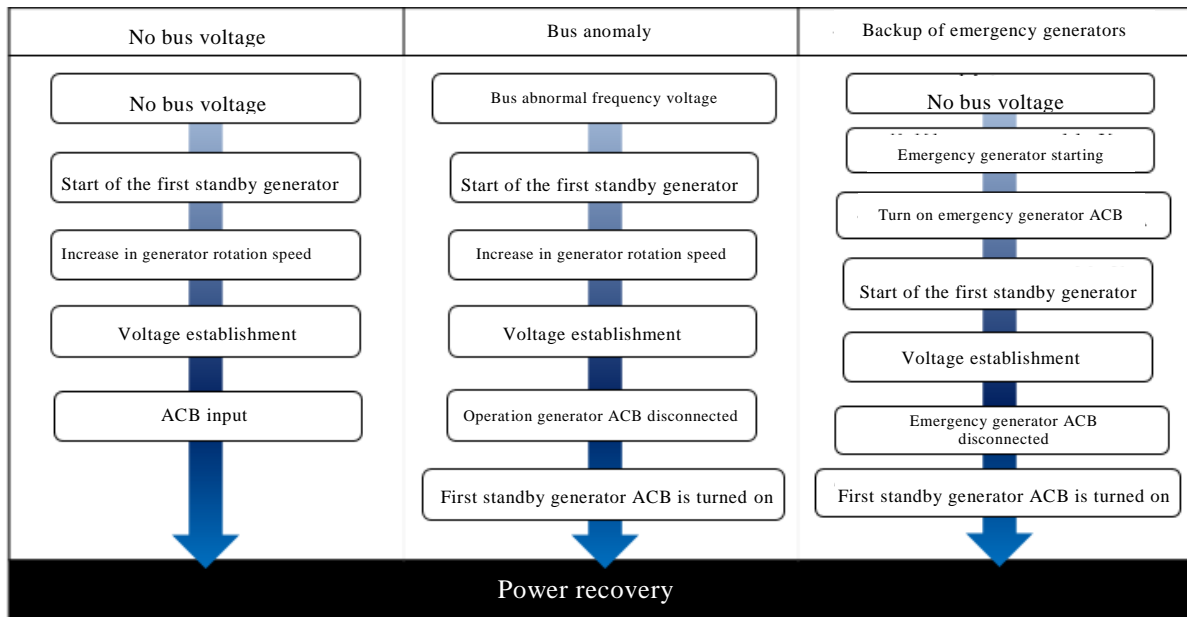 No bus voltage
Bus anomaly
Backup of emergency generators
No bus voltage
Start of the first standby generator
Increase in generator rotation speed
Voltage establishment
ACB input
Bus abnormal frequency voltage
Start of the first standby generator
Increase in generator rotation speed
Voltage establishment
Operation generator ACB disconnected
First standby generator ACB is turned on
No bus voltage
Emergency generator starting
Turn on emergency generator ACB
Start of the first standby generator
Voltage establishment
Emergency generator ACB
disconnected
First standby generator ACB is turned on
Power recovery